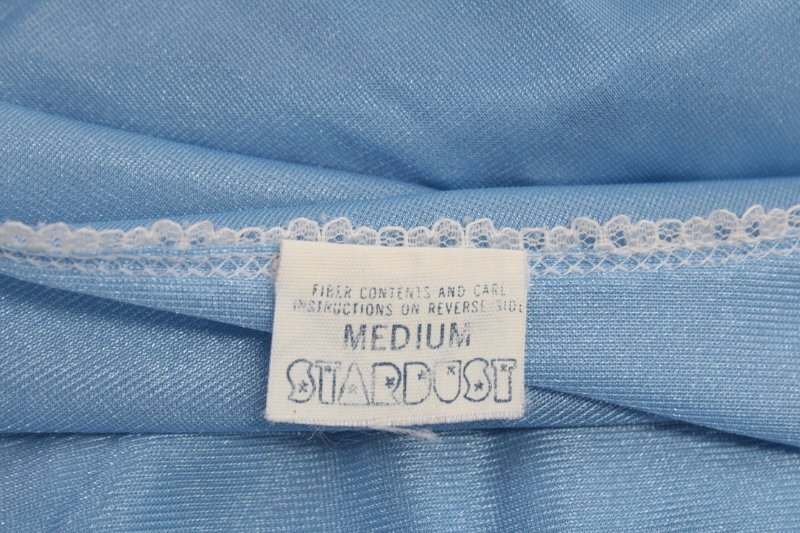 FIBER CONTENTS AND CARE
INSTRUCTIONS ON REVERSE SIDE
MEDIUM
STARDUST